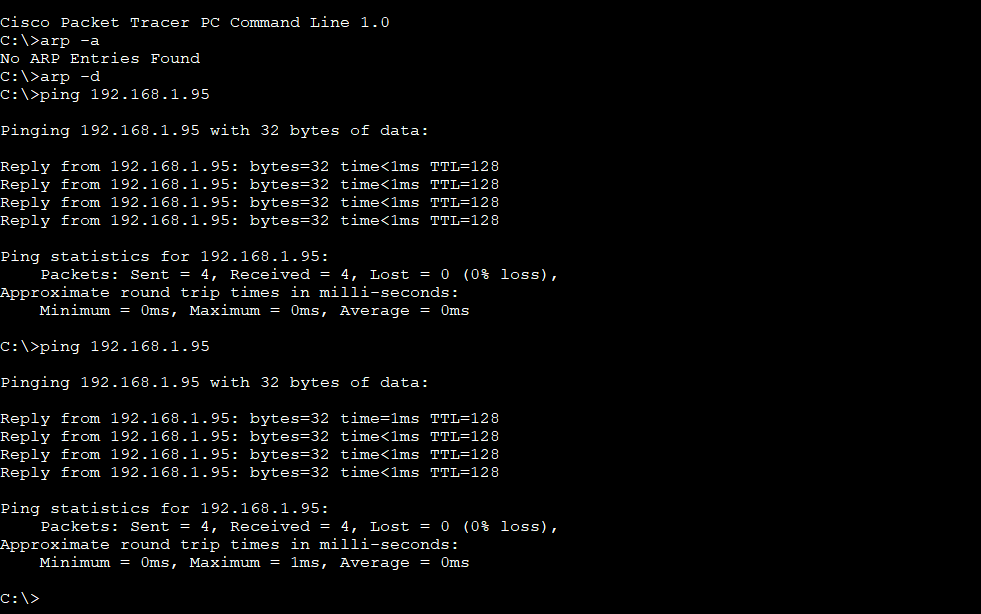 Cisco Packet Tracer PC Command Line 1.0
C:\>arp -a
No ARP Entries Found
C:\>arp -d
C:\>ping 192.168.1.95
Pinging 192.168.1.95 with 32 bytes of data:
Reply from 192.168.1.95: bytes=32 time<1ms TTL=128
Reply from 192.168.1.95: bytes=32 time<1ms TTL=128
Reply from 192.168.1.95: bytes=32 time<1ms TTL=128
Reply from 192.168.1.95: bytes=32 time<1ms TTL=128
Ping statistics for 192.168.1.95:
    Packets: Sent = 4, Received = 4, Lost = 0 (0% loss),
Approximate round trip times in milli-seconds:
    Minimum = 0ms, Maximum = 0ms, Average = 0ms
C:\>ping 192.168.1.95
Pinging 192.168.1.95 with 32 bytes of data:
Reply from 192.168.1.95: bytes=32 time=1ms TTL=128
Reply from 192.168.1.95: bytes=32 time<1ms TTL=128
Reply from 192.168.1.95: bytes=32 time<1ms TTL=128
Reply from 192.168.1.95: bytes=32 time<1ms TTL=128
Ping statistics for 192.168.1.95:
    Packets: Sent = 4, Received = 4, Lost = 0 (0% loss),
Approximate round trip times in milli-seconds:
    Minimum = 0ms, Maximum = 1ms, Average = 0ms
C:\>